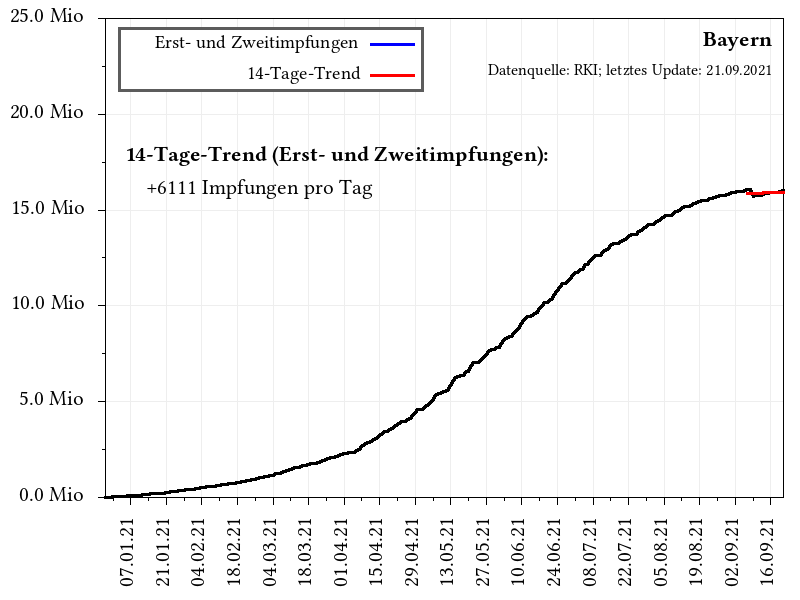 25.0 Mio
20.0 Mio
15.0 Mio
10.0 Mio
5.0 Mio
0.0 Mio
Erst- und Zweitimpfungen
14-Tage-Trend
Bayern
Datenquelle: RKI; letztes Update: 21.09.2021
14-Tage-Trend (Erst- und Zweitimpfungen):
+6111 Impfungen pro Tag
07.01.21
21.01.21
04.02.21
18.02.21
04.03.21
18.03.21
01.04.21
15.04.21
29.04.21
13.05.21
27.05.21
10.06.21
24.06.21
08.07.21
22.07.21
05.08.21
19.08.21
02.09.21
16.09.21